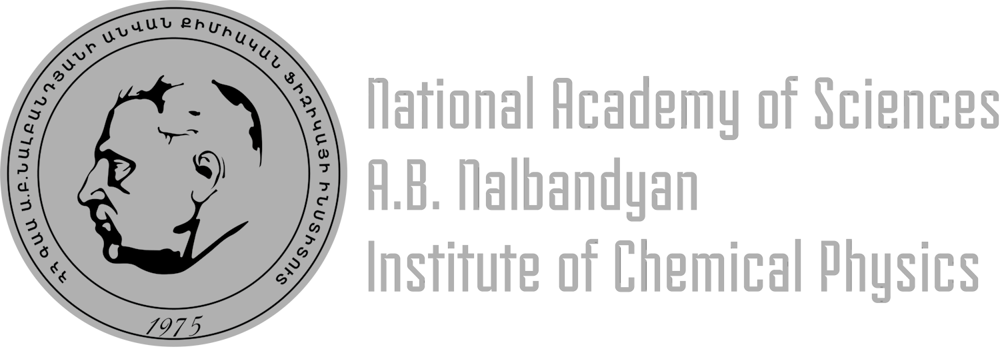 ՀՀ ԳԱԱ Ա.Բ.ՆԱԼԲԱՆԴՅԱՆԻ ԱՆՎԱՆ ՔԻՄԻԱԿԱՆ ՖԻԶԻԿԱՅԻ ԻՆՍՏԻՏՈՒՏ
1975
National Academy of Sciences
A.B. Nalbandyan
Institute of Chemical Physics